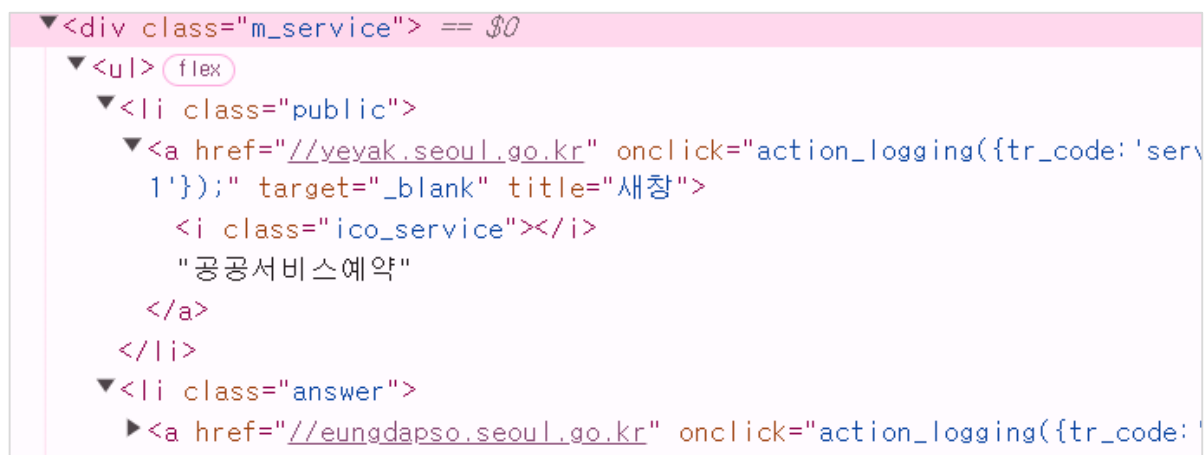 ▼<div class="m_service"> == $0
▼<ul> flex
▼<li class="public">
▼<a href="//yeyak.seoul.go.kr" onclick="action_logging({tr_code:'serv
1'});" target="_blank" title="새창">
<i class="ico_service"></i>
"공공서비스예약"
</a>
</li>
▼<li class="answer">
▶<a href="//eungdapso.seoul.go.kr" onclick="action_logging({tr_code:'